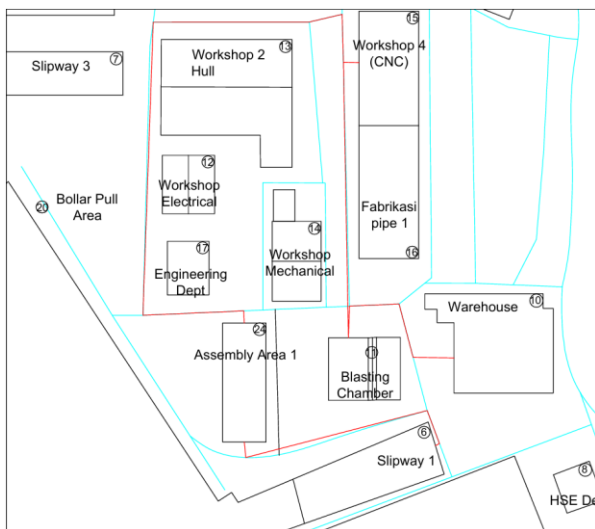 15
13
Workshop 2
Hull
Workshop 4
(CNC)
7
Slipway 3
12
Workshop
Electrical
Bollar Pull
Area
20
Fabrikasi
pipe 1
14
Workshop
Mechanical
17
Engineering
Dept
16
10
Warehouse
24
Assembly Area 1
11
Blasting
Chamber
6
Slipway 1
8
HSE De